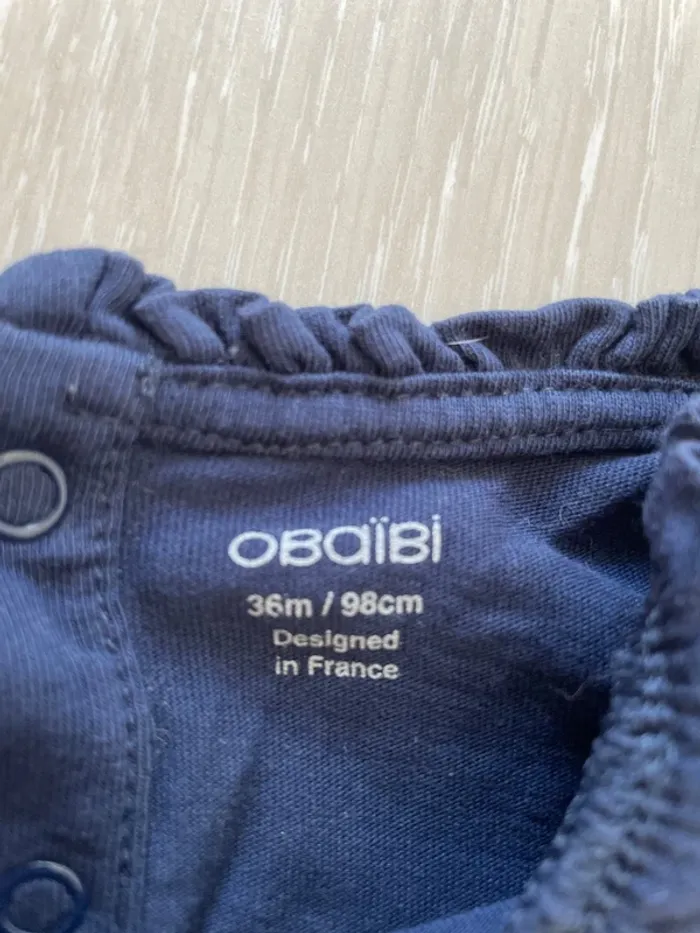 OBaïBi
36m / 98cm
Designed
in France